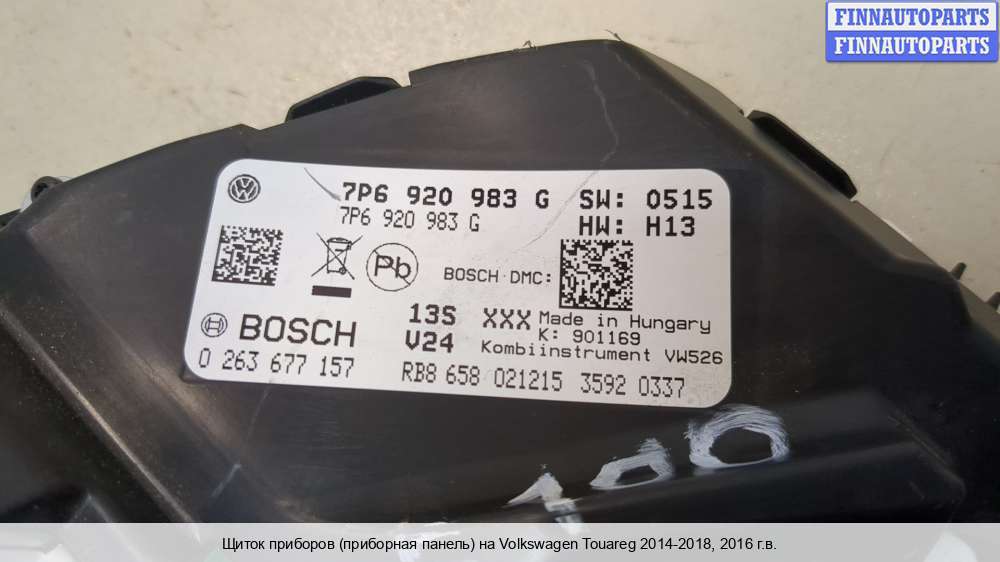 FINNAUTOPARTS
FINNAUTOPARTS
7P6 920 983 G SW: 0515
7P6 920 983 G HW: H13
Pb
BOSCH DMC:
BOSCH 13S XXX Made in Hungary
V24 K: 901169
Kombiinstrument VW526
0 263 677 157 RB8 658 021215 3592 0337
190
Щиток приборов (приборная панель) на Volkswagen Touareg 2014-2018, 2016 г.в.